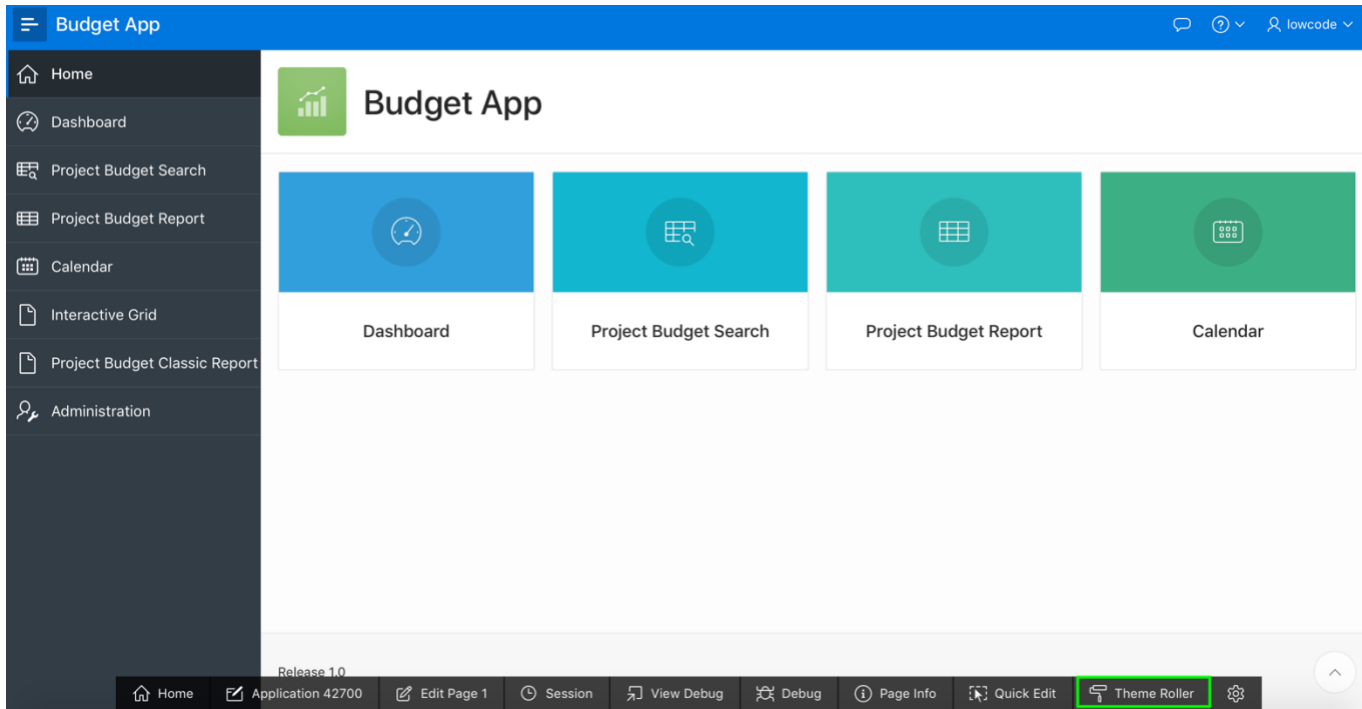 Budget App
lowcode
Home
Dashboard
Project Budget Search
Project Budget Report
Calendar
Interactive Grid
Project Budget Classic Report
Administration
Budget App
Dashboard
Project Budget Search
Project Budget Report
Calendar
Release 1.0
Home Application 42700 Edit Page 1 Session View Debug Debug Page Info Quick Edit Theme Roller